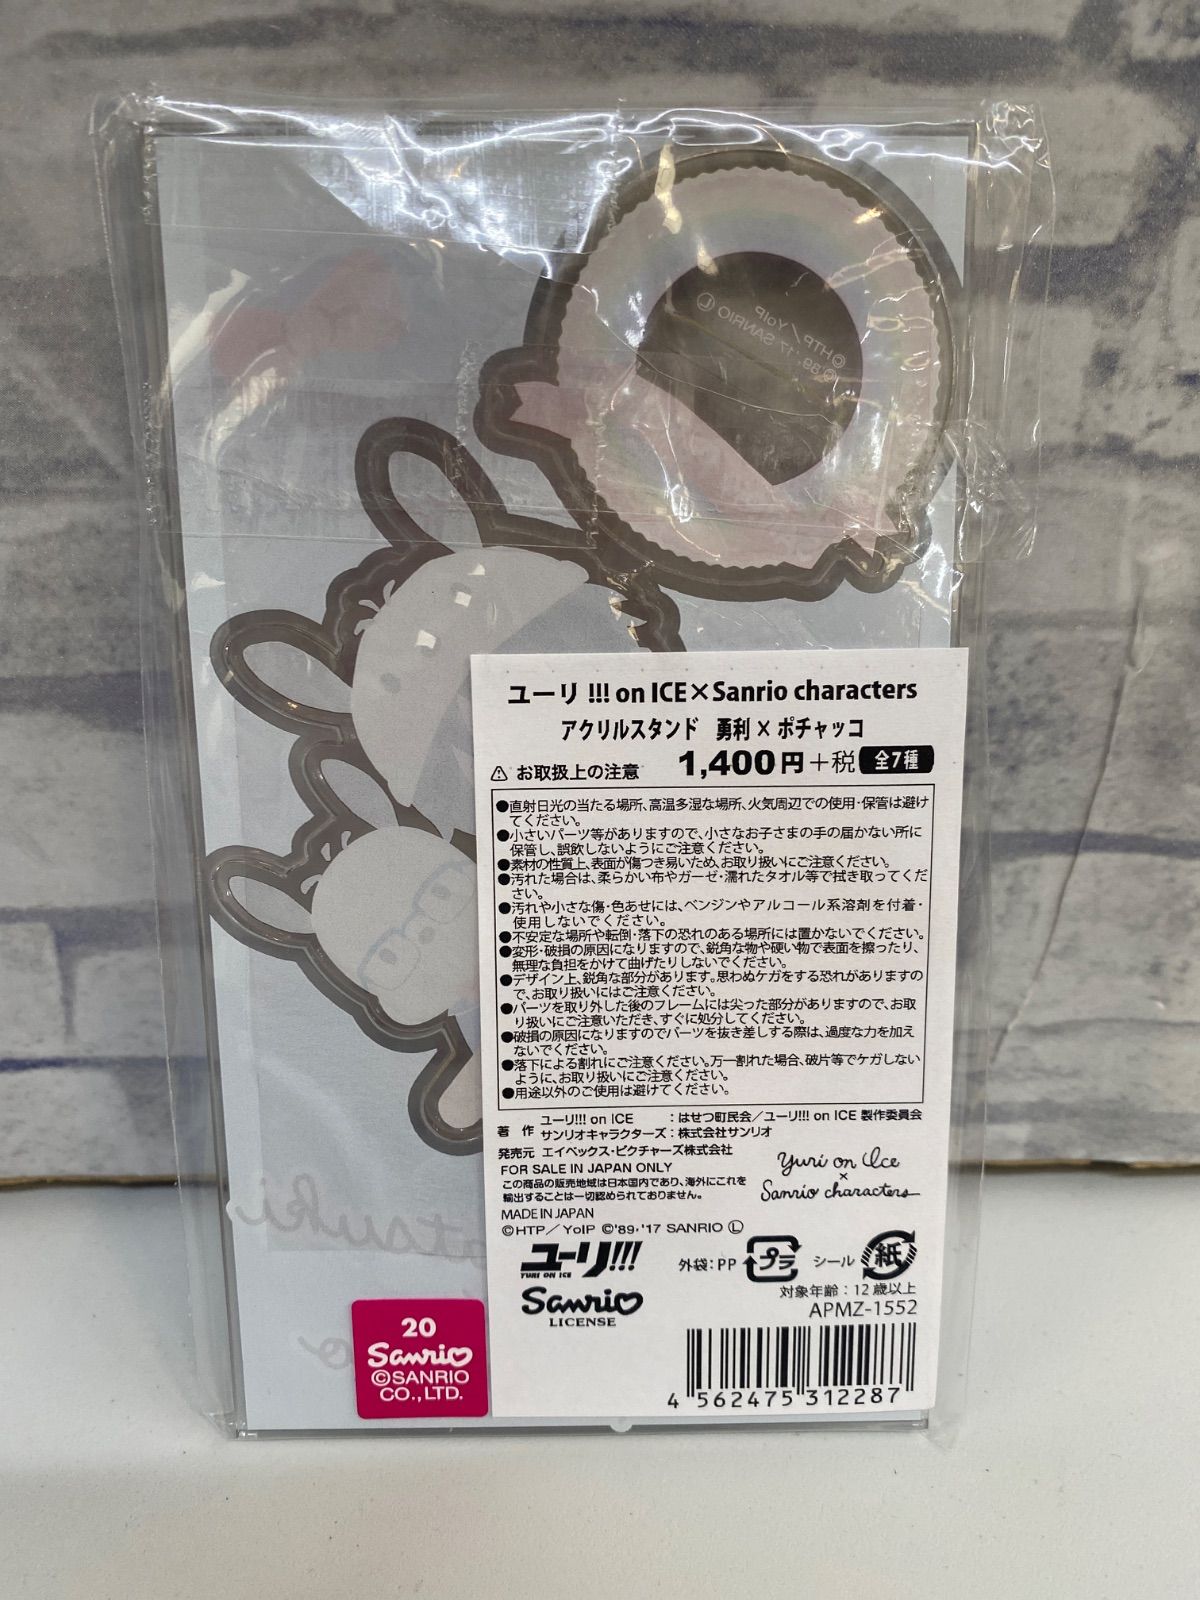 ©HTP／YoIP
©'89,'17 SANRIO Ⓛ
ユーリ!!! on ICE×Sanrio characters
アクリルスタンド 勇利×ポチャッコ
⚠ お取扱上の注意 1,400円+税 全7種
●直射日光の当たる場所、高温多湿な場所、火気周辺での使用・保管は避け
てください。
●小さいパーツ等がありますので、小さなお子さまの手の届かない所に
保管し、誤飲しないようにご注意ください。
●素材の性質上、表面が傷つき易いため、お取り扱いにご注意ください。
●汚れた場合は、柔らかい布やガーゼ・濡れたタオル等で拭き取ってくだ
さい。
●汚れや小さな傷・色あせには、ベンジンやアルコール系溶剤を付着・
使用しないでください。
●不安定な場所や転倒・落下の恐れのある場所には置かないでください。
●変形・破損の原因になりますので、鋭角な物や硬い物で表面を擦ったり、
無理な負担をかけて曲げたりしないでください。
●デザイン上、鋭角な部分があります。思わぬケガをする恐れがありますの
で、お取り扱いにはご注意ください。
●パーツを取り外した後のフレームには尖った部分がありますので、お取
り扱いにご注意いただき、すぐに処分してください。
●破損の原因になりますのでパーツを抜き差しする際は、過度な力を加え
ないでください。
●落下による割れにご注意ください。万一割れた場合、破片等でケガしない
ように、お取り扱いにご注意ください。
●用途以外のご使用は避けてください。
著作 ユーリ!!! on ICE ：はせつ町民会／ユーリ!!! on ICE 製作委員会
サンリオキャラクターズ：株式会社サンリオ
発売元 エイベックス・ピクチャーズ株式会社
FOR SALE IN JAPAN ONLY
この商品の販売地域は日本国内であり、海外にこれを
輸出することは一切認められておりません。
MADE IN JAPAN
©HTP／YoIP ©'89,'17 SANRIO Ⓛ
Yuri on Ice
×
Sanrio characters
ユーリ!!!
YURI ON ICE
外袋：PP プラ シール 紙
Sanrio
LICENSE
対象年齢：12歳以上
APMZ-1552
4 562475 312287
20
Sanrio
©SANRIO
CO.,LTD.